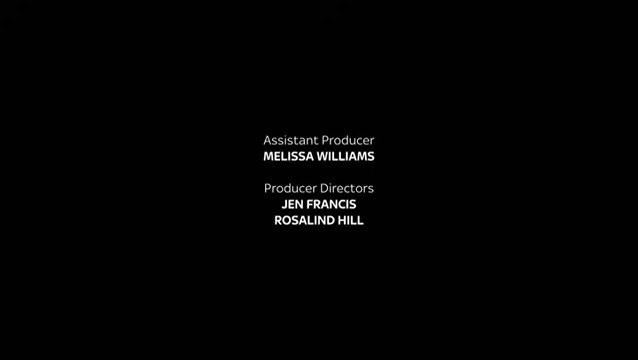 Assistant Producer
MELISSA WILLIAMS
Producer Directors
JEN FRANCIS
ROSALIND HILL